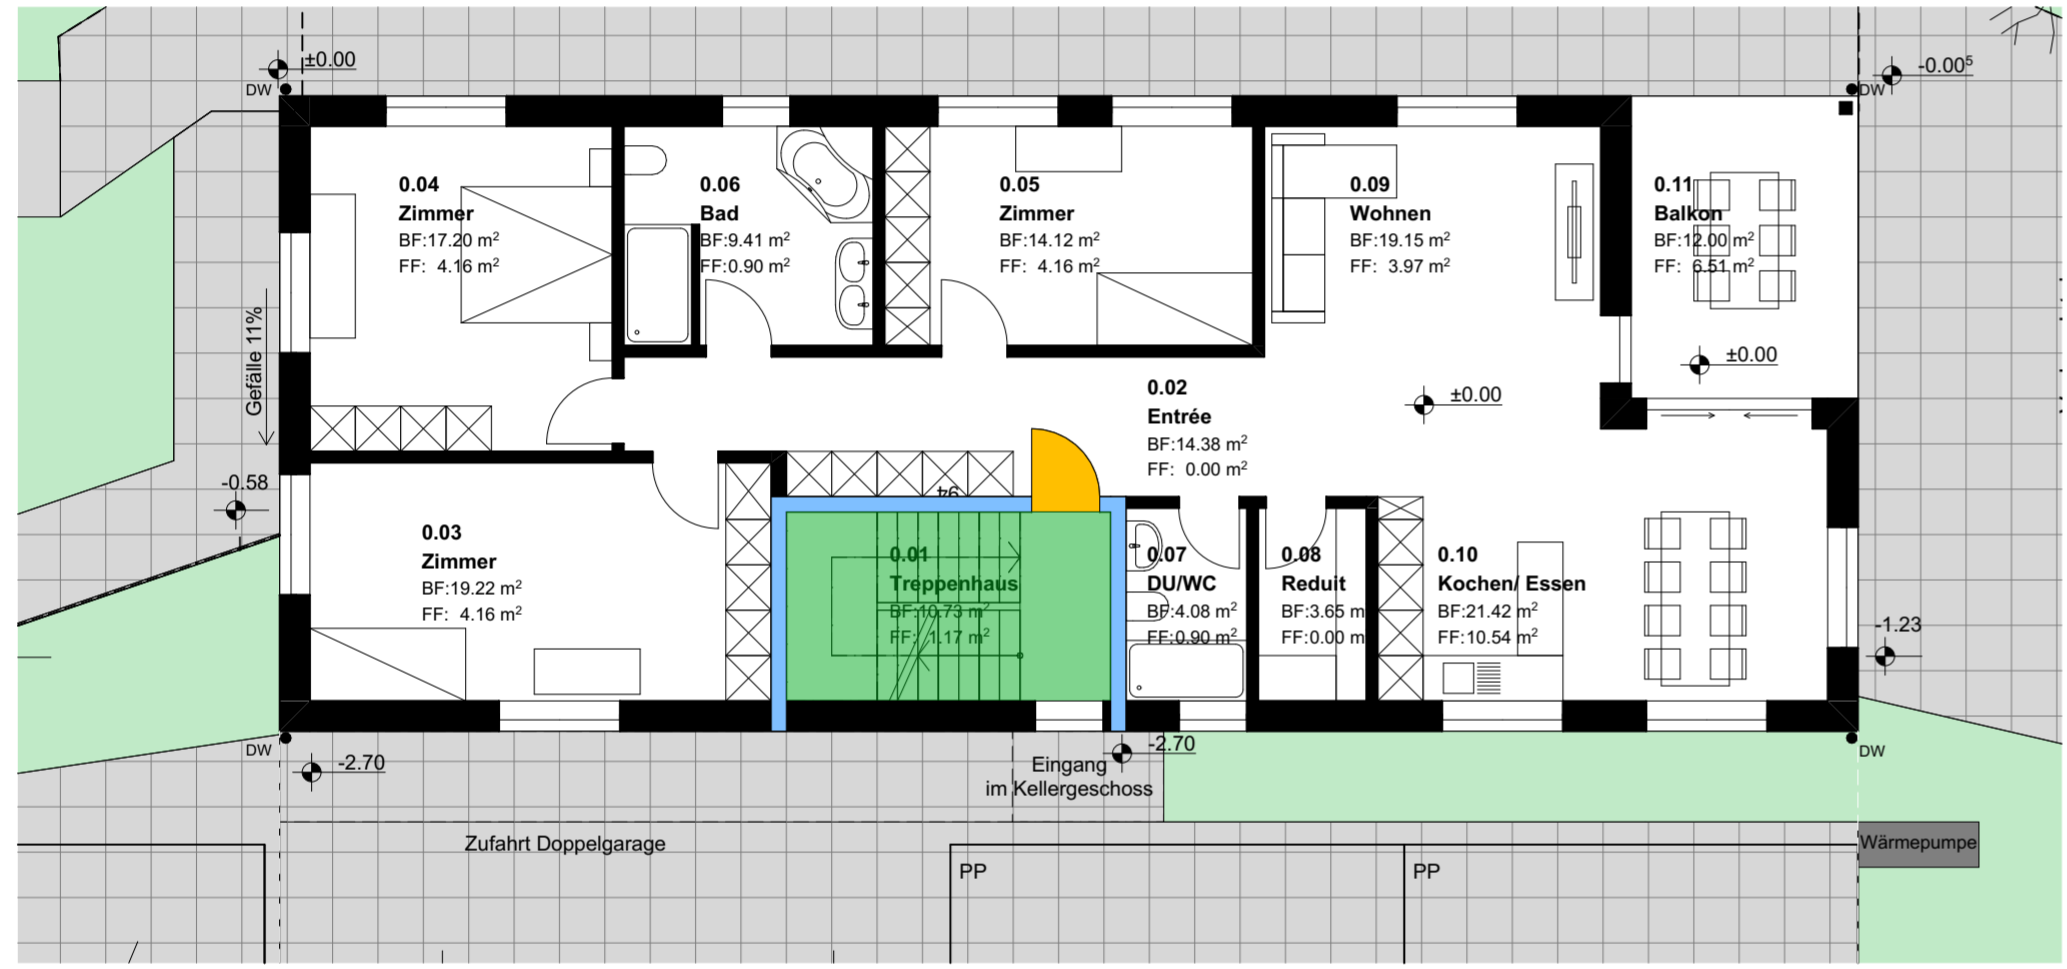 ±0.00
-0.00⁵
DW
DW
0.04
Zimmer
BF:17.20 m²
FF: 4.16 m²
0.06
Bad
BF:9.41 m²
FF:0.90 m²
0.05
Zimmer
BF:14.12 m²
FF: 4.16 m²
0.09
Wohnen
BF:19.15 m²
FF: 3.97 m²
0.11
Balkon
BF:12.00 m²
FF: 6.51 m²
±0.00
Gefälle 11%
0.02
Entrée
BF:14.38 m²
FF: 0.00 m²
±0.00
-0.58
94
0.03
Zimmer
BF:19.22 m²
FF: 4.16 m²
0.01
Treppenhaus
BF:10.73 m²
FF: 1.17 m²
0.07
DU/WC
BF:4.08 m²
FF:0.90 m²
0.08
Reduit
BF:3.65 m
FF:0.00 m
0.10
Kochen/ Essen
BF:21.42 m²
FF:10.54 m²
-1.23
DW
-2.70
-2.70
DW
Eingang
im Kellergeschoss
Zufahrt Doppelgarage
Wärmepumpe
PP
PP